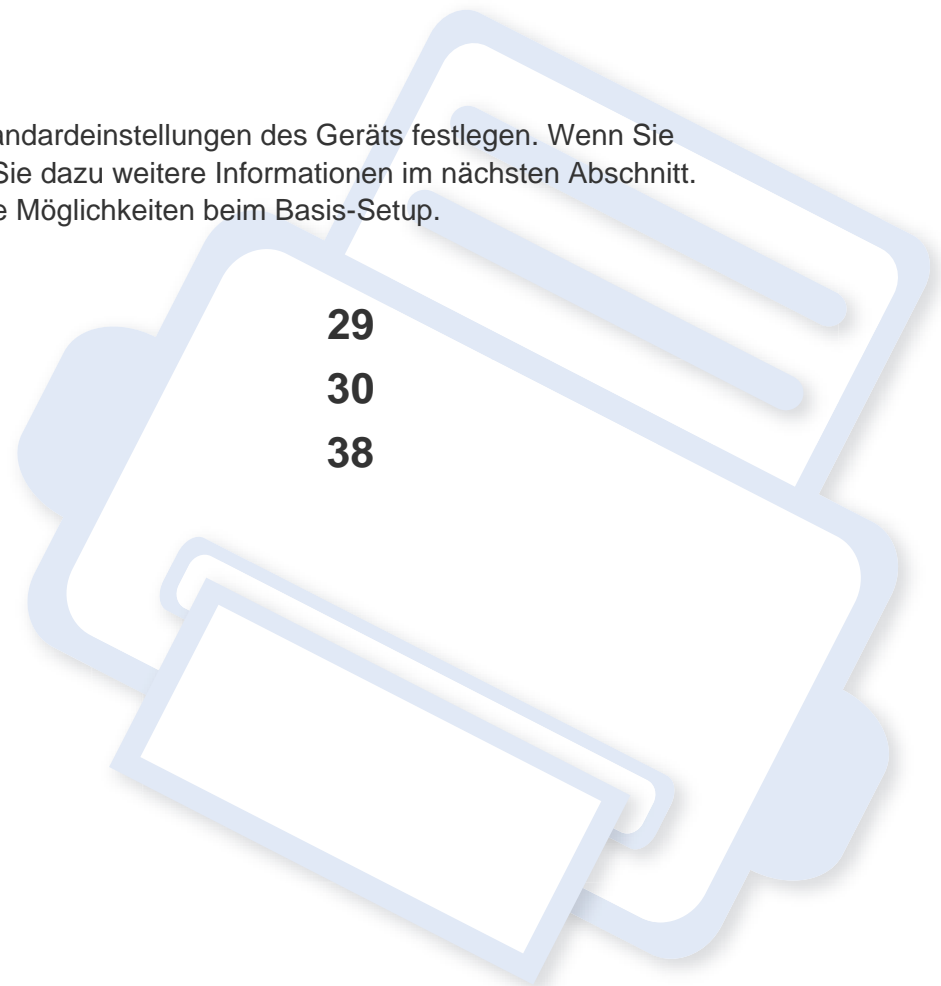 andardeinstellungen des Geräts festlegen. Wenn Sie
Sie dazu weitere Informationen im nächsten Abschnitt.
e Möglichkeiten beim Basis-Setup.
29
30
38